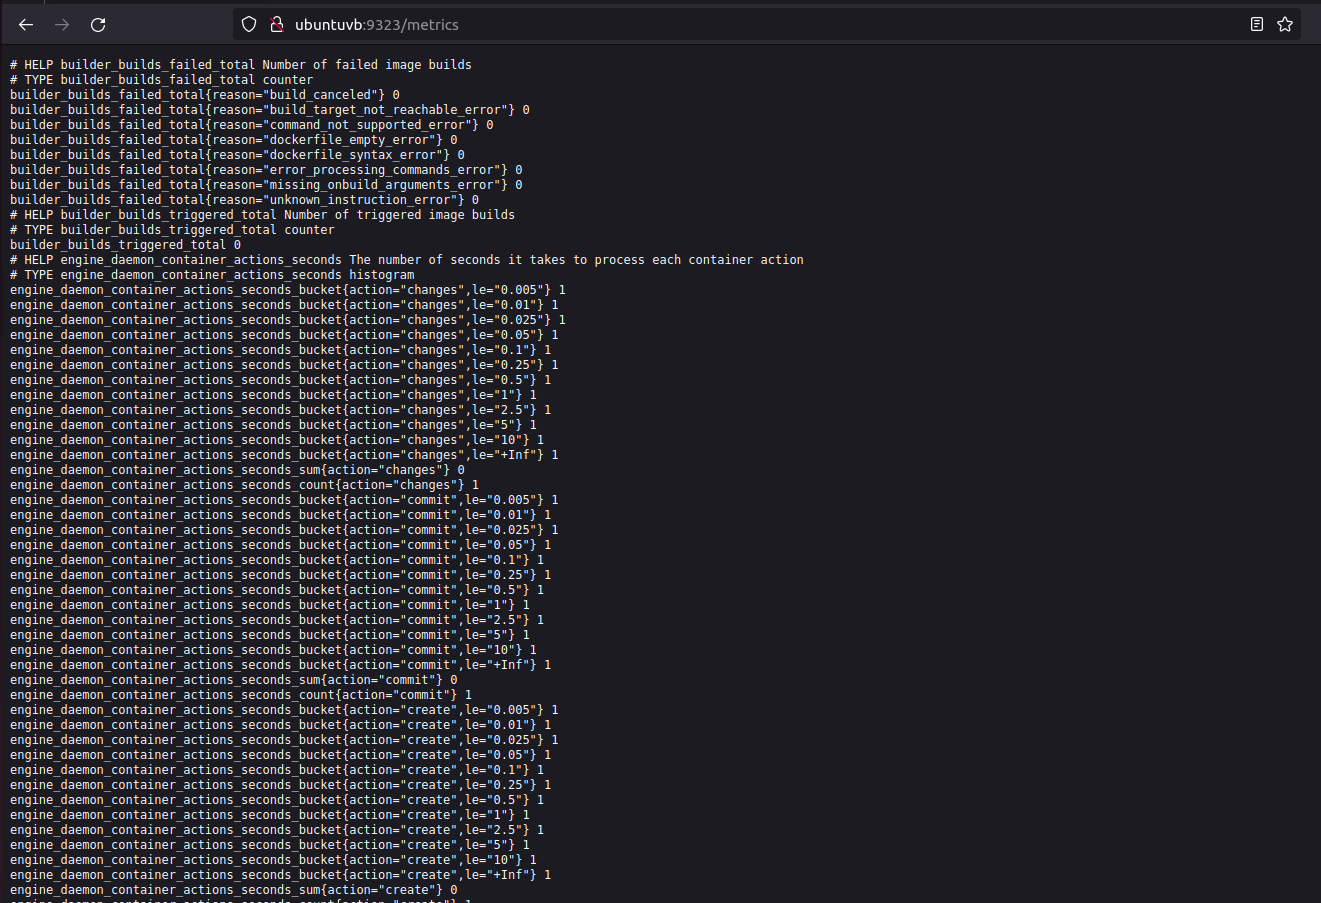 ubuntuvb:9323/metrics
# HELP builder_builds_failed_total Number of failed image builds
# TYPE builder_builds_failed_total counter
builder_builds_failed_total{reason="build_canceled"} 0
builder_builds_failed_total{reason="build_target_not_reachable_error"} 0
builder_builds_failed_total{reason="command_not_supported_error"} 0
builder_builds_failed_total{reason="dockerfile_empty_error"} 0
builder_builds_failed_total{reason="dockerfile_syntax_error"} 0
builder_builds_failed_total{reason="error_processing_commands_error"} 0
builder_builds_failed_total{reason="missing_onbuild_arguments_error"} 0
builder_builds_failed_total{reason="unknown_instruction_error"} 0
# HELP builder_builds_triggered_total Number of triggered image builds
# TYPE builder_builds_triggered_total counter
builder_builds_triggered_total 0
# HELP engine_daemon_container_actions_seconds The number of seconds it takes to process each container action
# TYPE engine_daemon_container_actions_seconds histogram
engine_daemon_container_actions_seconds_bucket{action="changes",le="0.005"} 1
engine_daemon_container_actions_seconds_bucket{action="changes",le="0.01"} 1
engine_daemon_container_actions_seconds_bucket{action="changes",le="0.025"} 1
engine_daemon_container_actions_seconds_bucket{action="changes",le="0.05"} 1
engine_daemon_container_actions_seconds_bucket{action="changes",le="0.1"} 1
engine_daemon_container_actions_seconds_bucket{action="changes",le="0.25"} 1
engine_daemon_container_actions_seconds_bucket{action="changes",le="0.5"} 1
engine_daemon_container_actions_seconds_bucket{action="changes",le="1"} 1
engine_daemon_container_actions_seconds_bucket{action="changes",le="2.5"} 1
engine_daemon_container_actions_seconds_bucket{action="changes",le="5"} 1
engine_daemon_container_actions_seconds_bucket{action="changes",le="10"} 1
engine_daemon_container_actions_seconds_bucket{action="changes",le="+Inf"} 1
engine_daemon_container_actions_seconds_sum{action="changes"} 0
engine_daemon_container_actions_seconds_count{action="changes"} 1
engine_daemon_container_actions_seconds_bucket{action="commit",le="0.005"} 1
engine_daemon_container_actions_seconds_bucket{action="commit",le="0.01"} 1
engine_daemon_container_actions_seconds_bucket{action="commit",le="0.025"} 1
engine_daemon_container_actions_seconds_bucket{action="commit",le="0.05"} 1
engine_daemon_container_actions_seconds_bucket{action="commit",le="0.1"} 1
engine_daemon_container_actions_seconds_bucket{action="commit",le="0.25"} 1
engine_daemon_container_actions_seconds_bucket{action="commit",le="0.5"} 1
engine_daemon_container_actions_seconds_bucket{action="commit",le="1"} 1
engine_daemon_container_actions_seconds_bucket{action="commit",le="2.5"} 1
engine_daemon_container_actions_seconds_bucket{action="commit",le="5"} 1
engine_daemon_container_actions_seconds_bucket{action="commit",le="10"} 1
engine_daemon_container_actions_seconds_bucket{action="commit",le="+Inf"} 1
engine_daemon_container_actions_seconds_sum{action="commit"} 0
engine_daemon_container_actions_seconds_count{action="commit"} 1
engine_daemon_container_actions_seconds_bucket{action="create",le="0.005"} 1
engine_daemon_container_actions_seconds_bucket{action="create",le="0.01"} 1
engine_daemon_container_actions_seconds_bucket{action="create",le="0.025"} 1
engine_daemon_container_actions_seconds_bucket{action="create",le="0.05"} 1
engine_daemon_container_actions_seconds_bucket{action="create",le="0.1"} 1
engine_daemon_container_actions_seconds_bucket{action="create",le="0.25"} 1
engine_daemon_container_actions_seconds_bucket{action="create",le="0.5"} 1
engine_daemon_container_actions_seconds_bucket{action="create",le="1"} 1
engine_daemon_container_actions_seconds_bucket{action="create",le="2.5"} 1
engine_daemon_container_actions_seconds_bucket{action="create",le="5"} 1
engine_daemon_container_actions_seconds_bucket{action="create",le="10"} 1
engine_daemon_container_actions_seconds_bucket{action="create",le="+Inf"} 1
engine_daemon_container_actions_seconds_sum{action="create"} 0